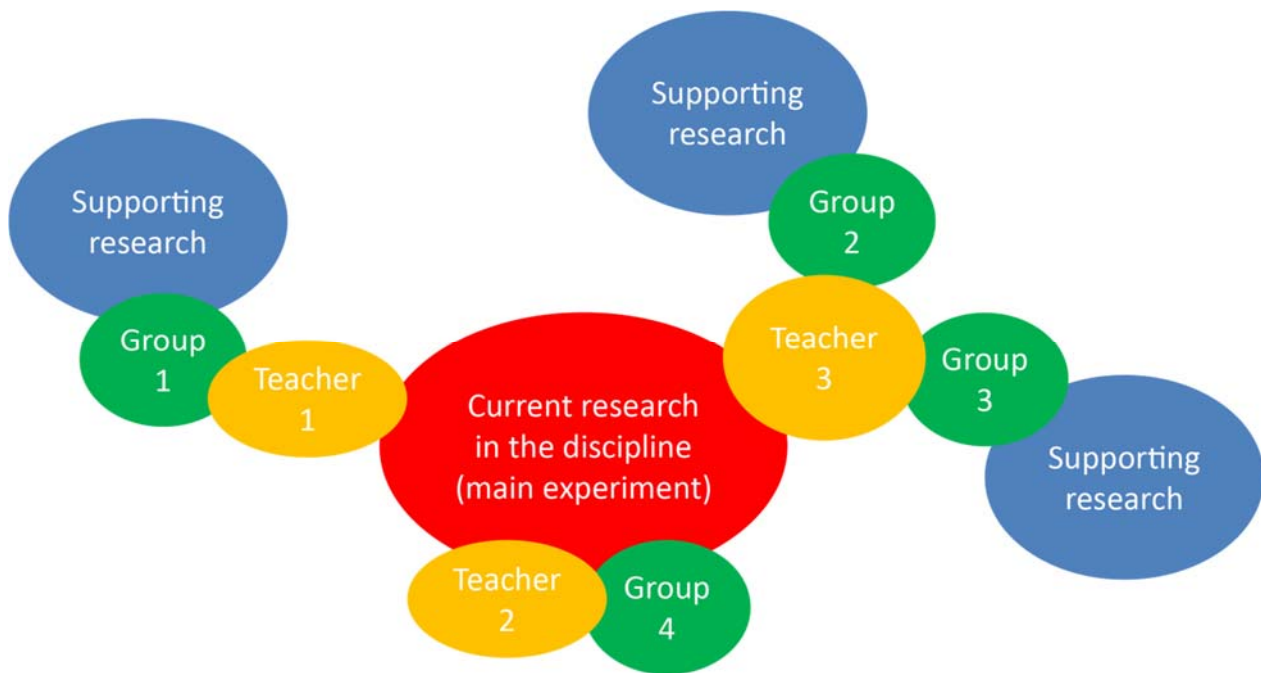 Supporting
research
Supporting
research
Group
2
Group
1
Teacher
1
Teacher
3
Group
3
Current research
in the discipline
(main experiment)
Supporting
research
Teacher
2
Group
4